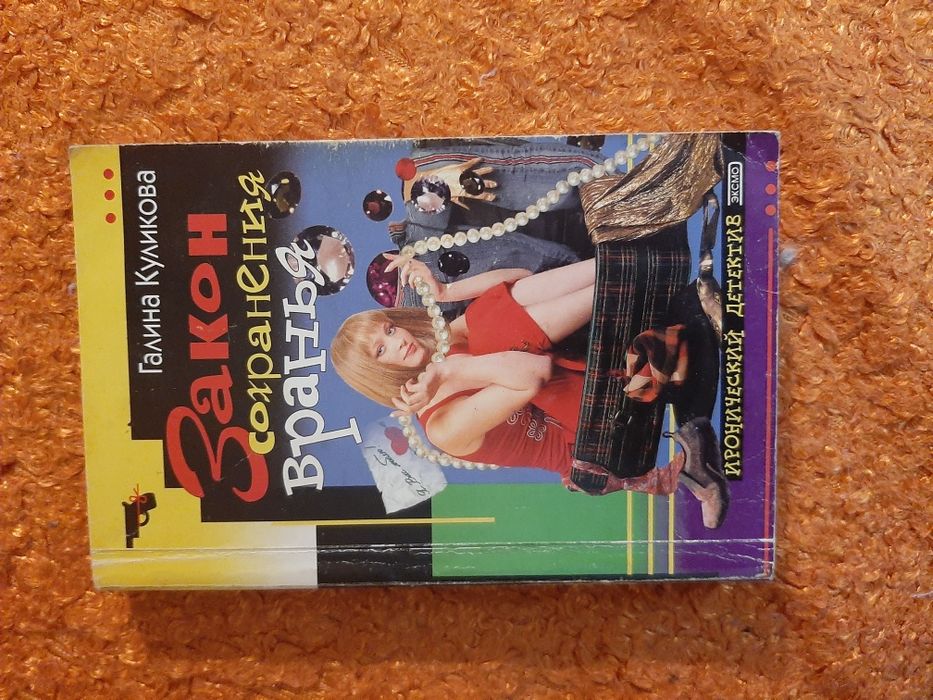 Галина Куликова
Закон
сохранения
вранья
ИРОНИЧЕСКИЙ ДЕТЕКТИВ
ЭКСМО